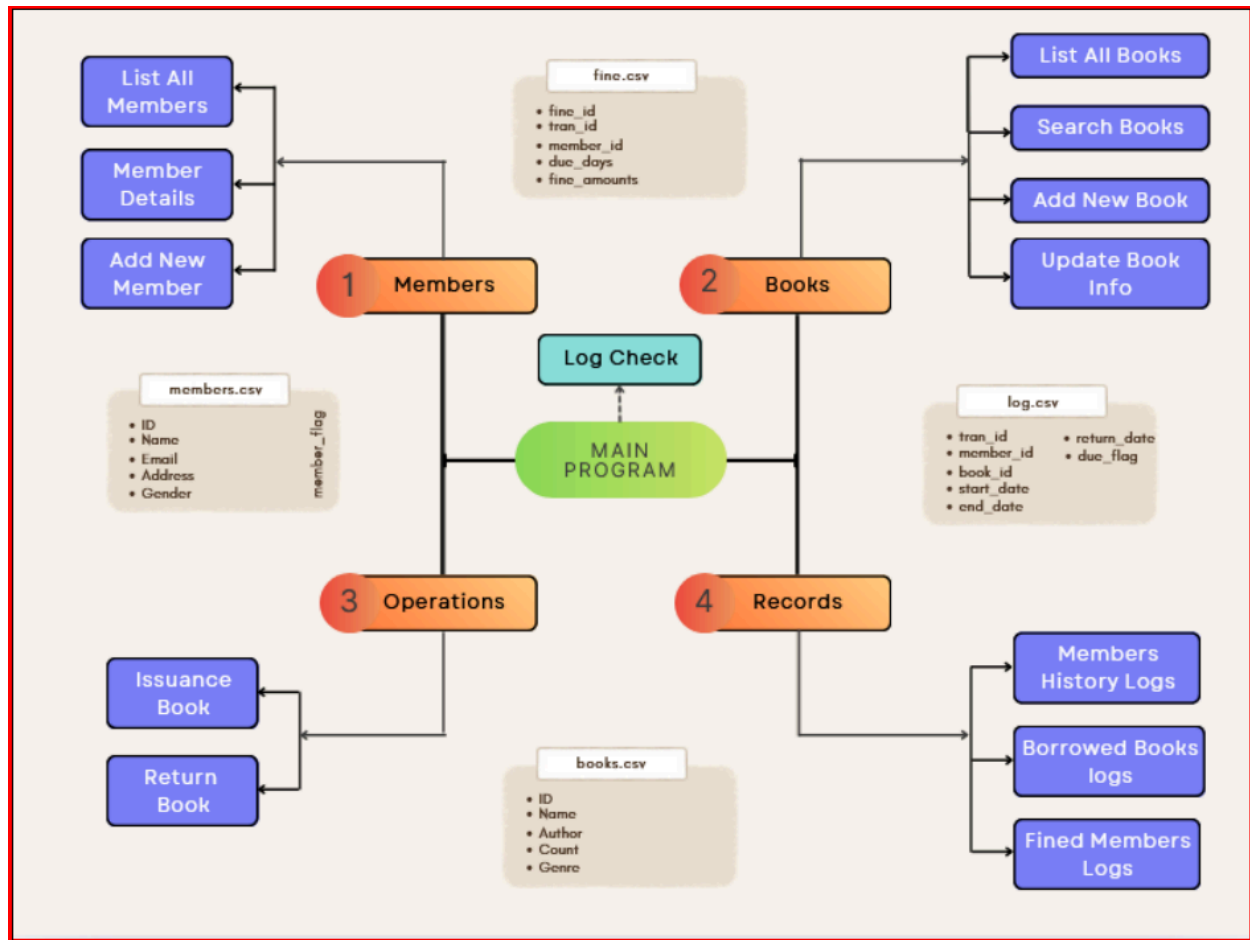 List All
Members
Member
Details
Add New
Member
fine.csv
• fine_id
• tran_id
• member_id
• due_days
• fine_amounts
List All Books
Search Books
Add New Book
Update Book
Info
1 Members
2 Books
Log Check
MAIN
PROGRAM
members.csv
• ID
• Name
• Email
• Address
• Gender
member_flag
log.csv
• tran_id
• member_id
• book_id
• start_date
• end_date
• return_date
• due_flag
3 Operations
4 Records
Issuance
Book
Return
Book
books.csv
• ID
• Name
• Author
• Count
• Genre
Members
History Logs
Borrowed Books
logs
Fined Members
Logs